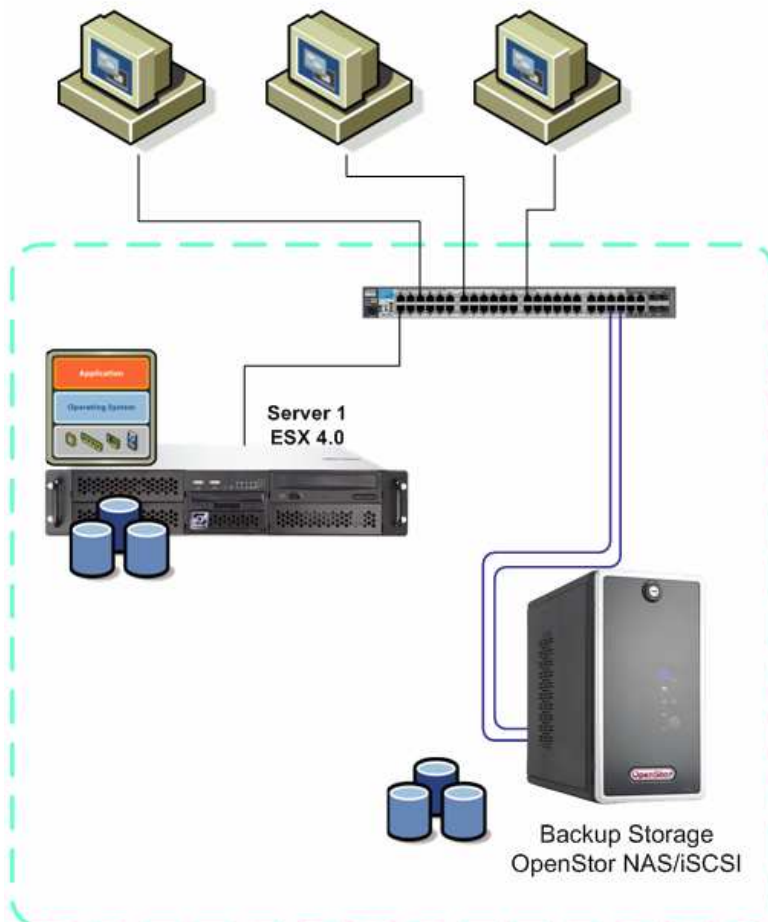 Application
Operating System
Server 1
ESX 4.0
OpenStor
Backup Storage
OpenStor NAS/iSCSI